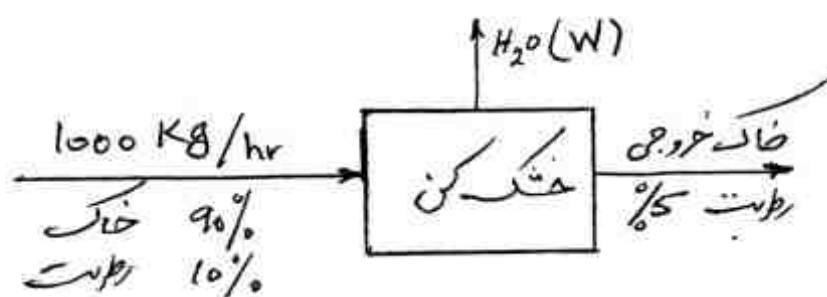 H₂O (W)
1000 Kg/hr
خاک 90%
رطوبت 10%
خشک کن
خاک خروجی
رطوبت 5%